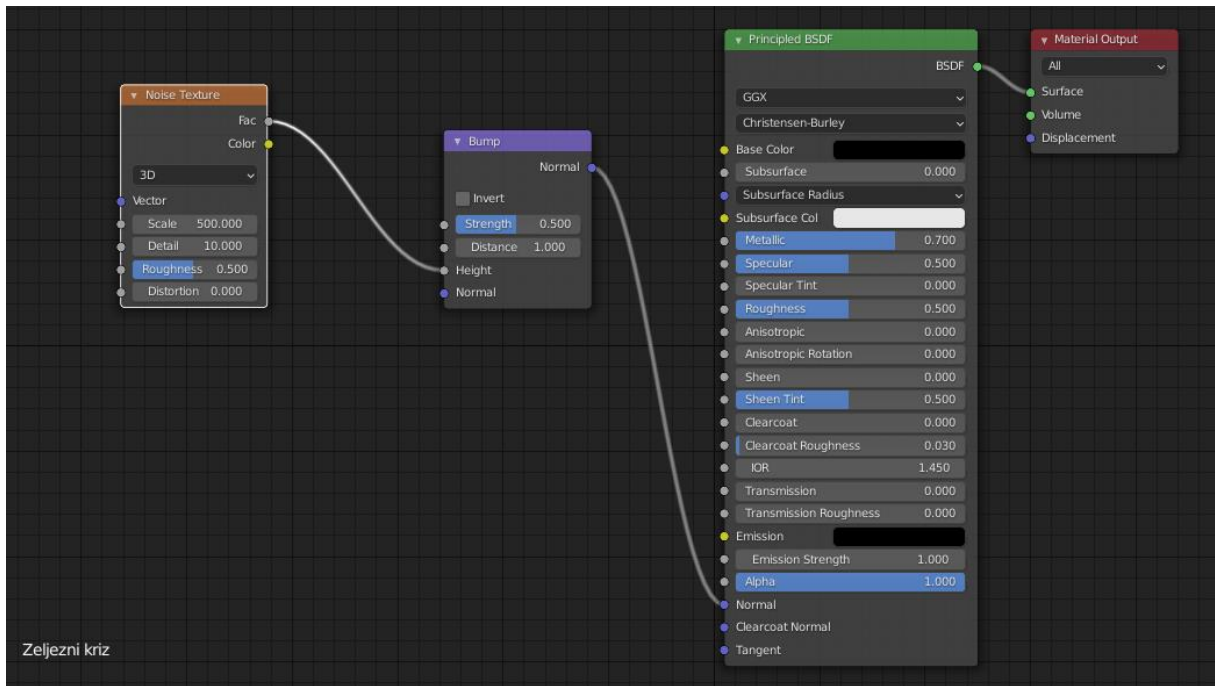 Noise Texture
Fac
Color
3D
Vector
Scale 500.000
Detail 10.000
Roughness 0.500
Distortion 0.000
Bump
Normal
Invert
Strength 0.500
Distance 1.000
Height
Normal
Principled BSDF
BSDF
GGX
Christensen-Burley
Base Color
Subsurface 0.000
Subsurface Radius
Subsurface Col
Metallic 0.700
Specular 0.500
Specular Tint 0.000
Roughness 0.500
Anisotropic 0.000
Anisotropic Rotation 0.000
Sheen 0.000
Sheen Tint 0.500
Clearcoat 0.000
Clearcoat Roughness 0.030
IOR 1.450
Transmission 0.000
Transmission Roughness 0.000
Emission
Emission Strength 1.000
Alpha 1.000
Normal
Clearcoat Normal
Tangent
Material Output
All
Surface
Volume
Displacement
Zeljezni kriz